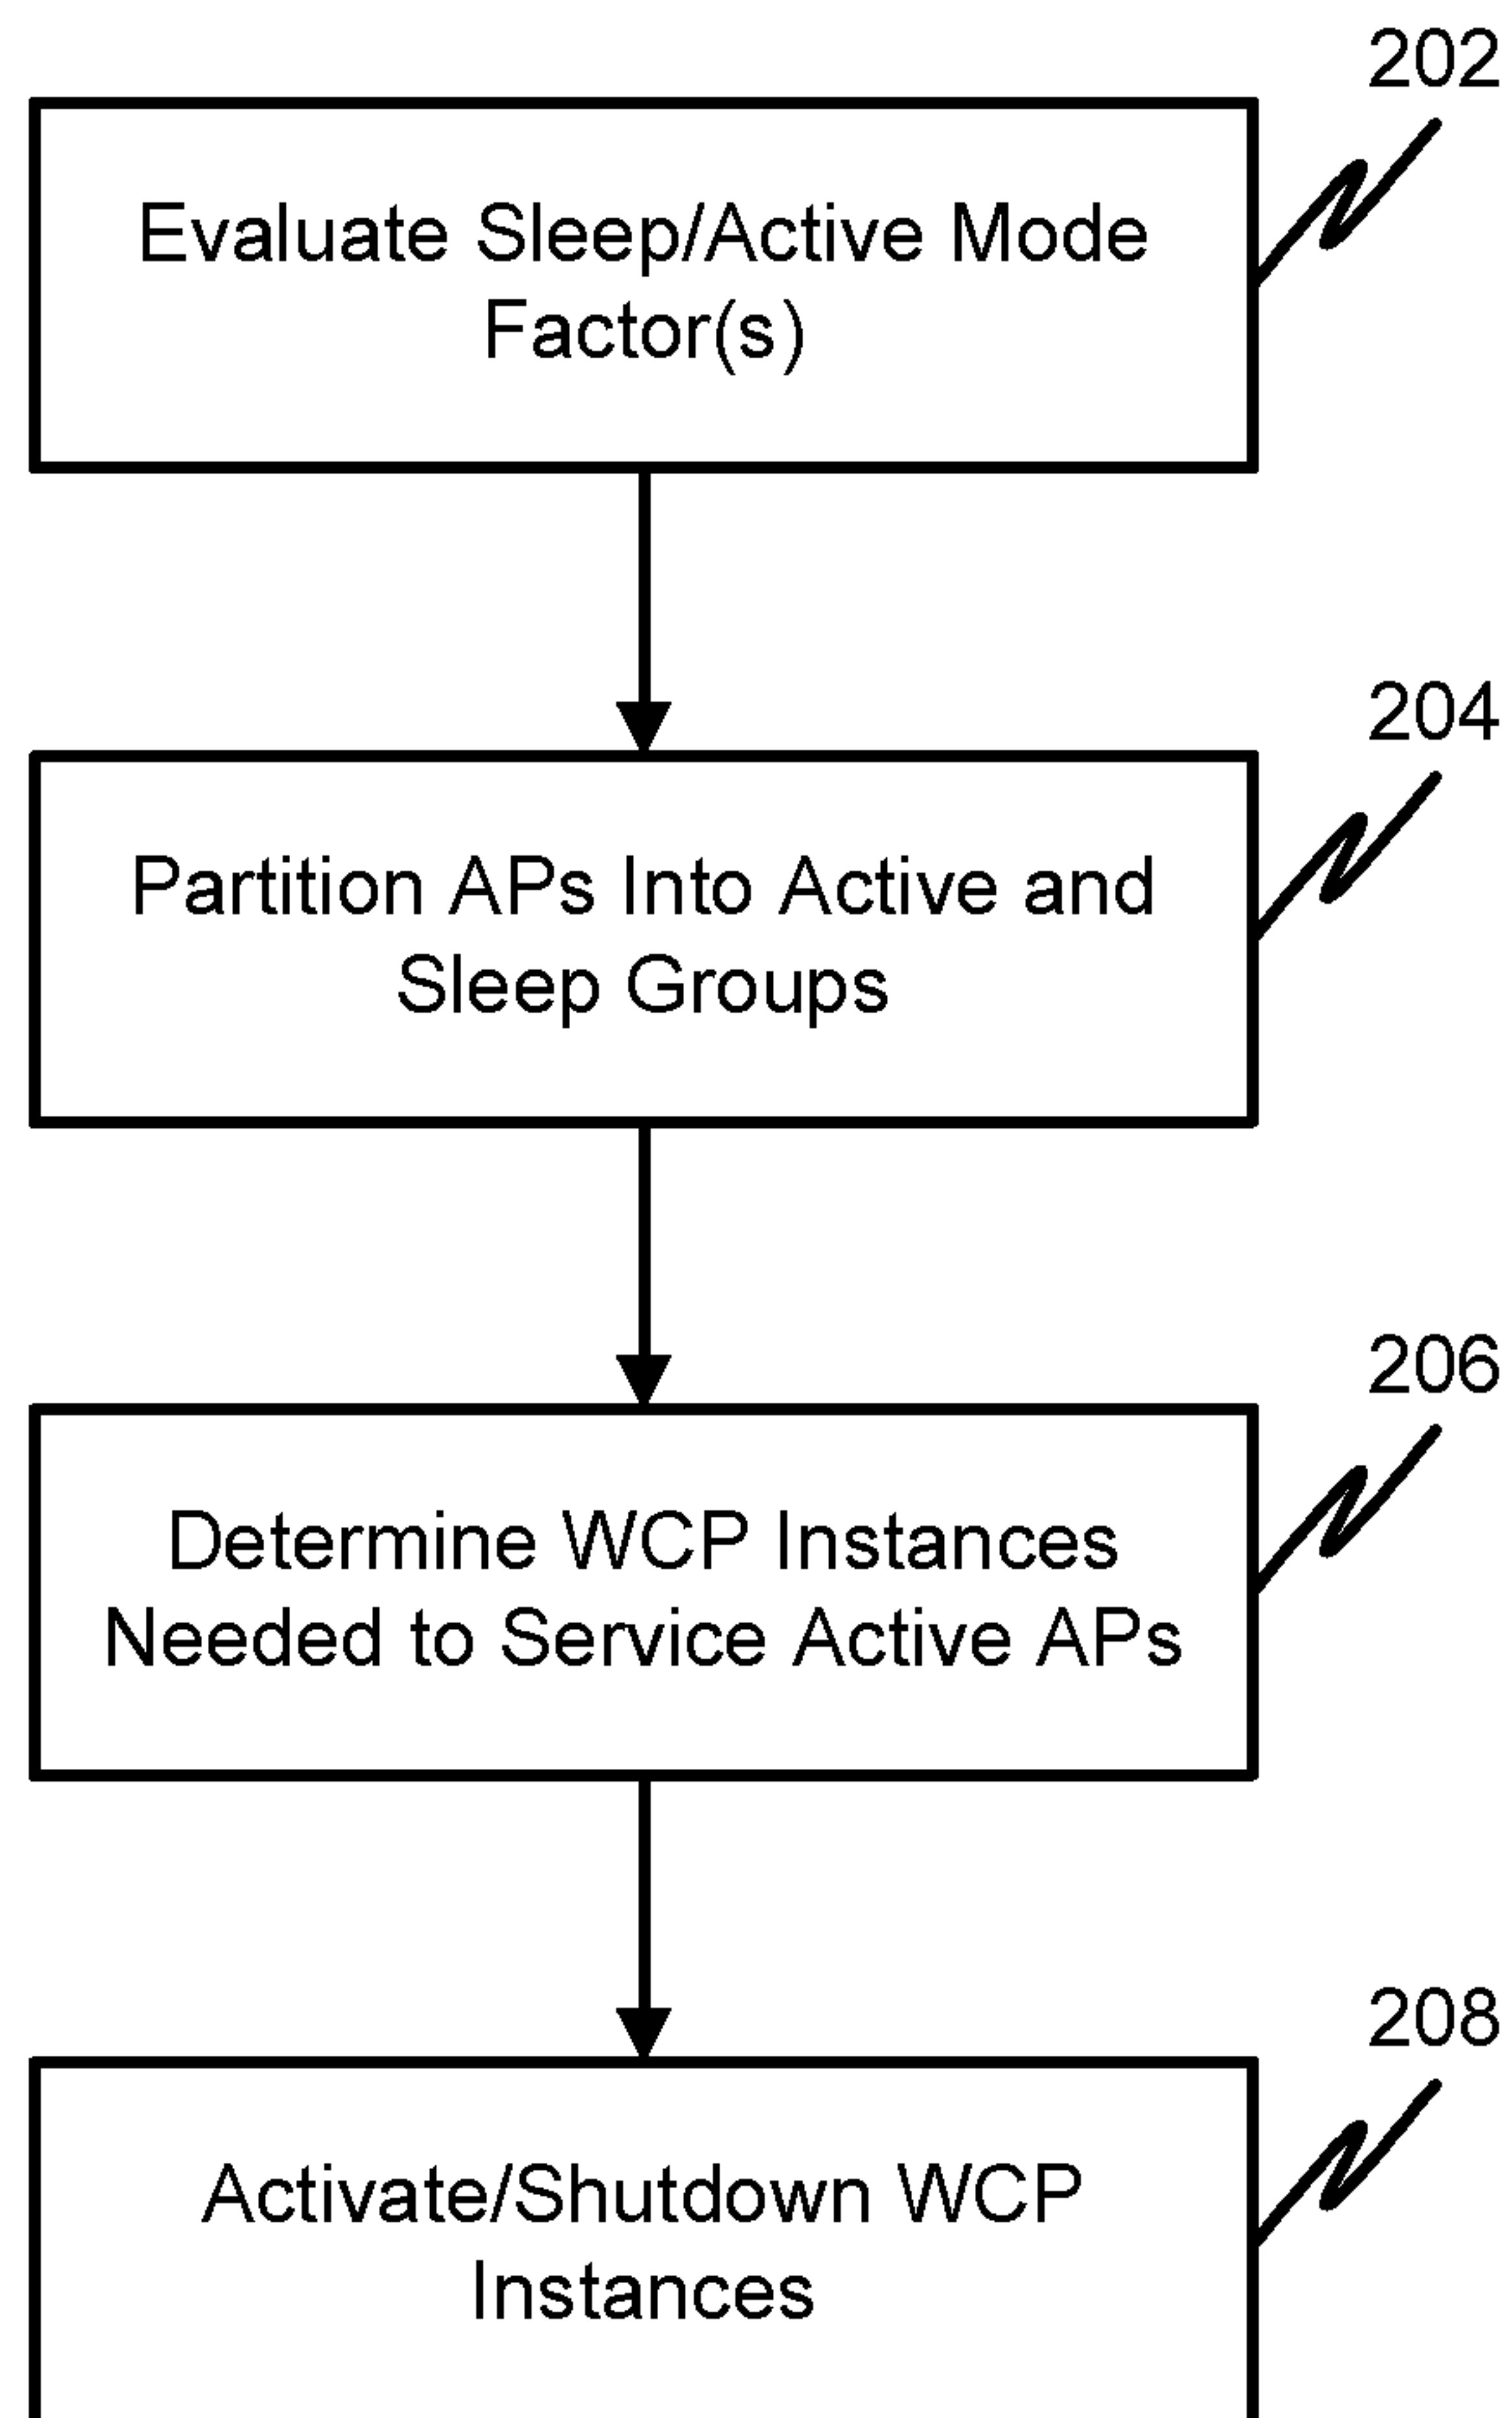 202
Evaluate Sleep/Active Mode
Factor(s)
204
Partition APs Into Active and
Sleep Groups
206
Determine WCP Instances
Needed to Service Active APs
208
Activate/Shutdown WCP
Instances